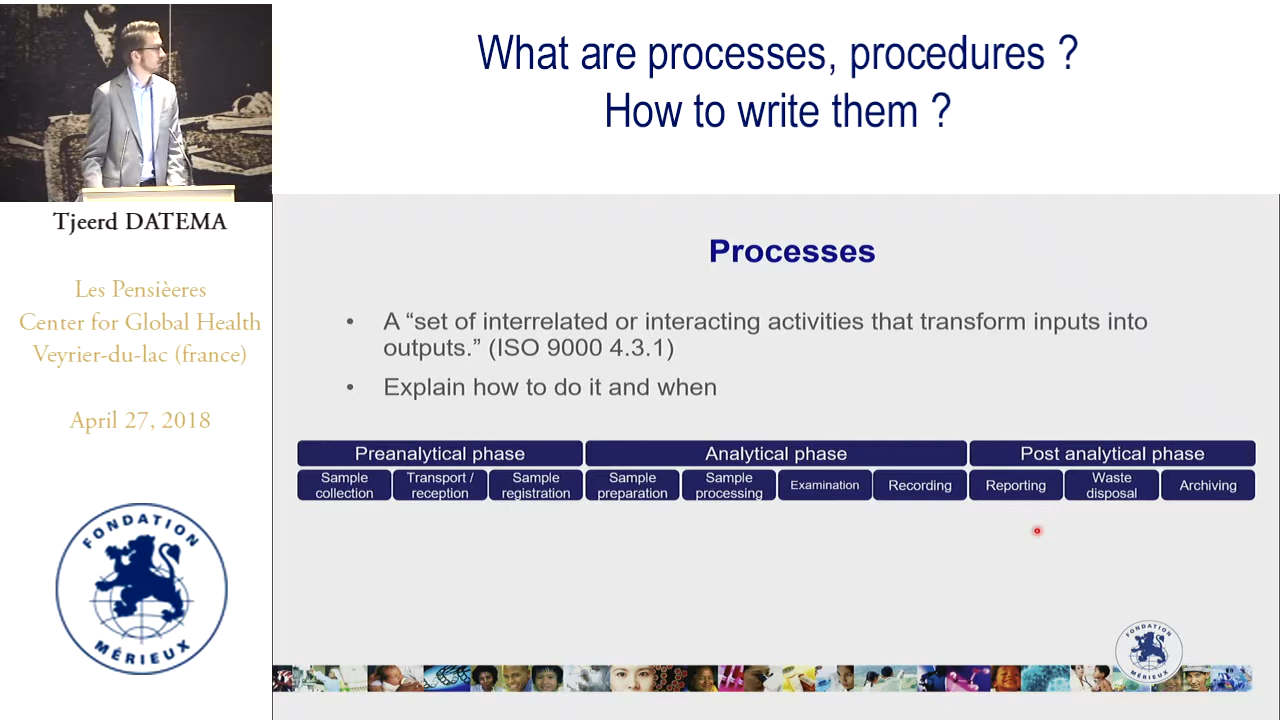 What are processes, procedures ?
How to write them ?
Tjeerd DATEMA
Les Pensièeres
Center for Global Health
Veyrier-du-lac (france)
April 27, 2018
FONDATION
MÉRIEUX
Processes
• A “set of interrelated or interacting activities that transform inputs into
outputs.” (ISO 9000 4.3.1)
• Explain how to do it and when
Preanalytical phase
Analytical phase
Post analytical phase
Sample
collection
Transport /
reception
Sample
registration
Sample
preparation
Sample
processing
Examination
Recording
Reporting
Waste
disposal
Archiving
FONDATION
MÉRIEUX